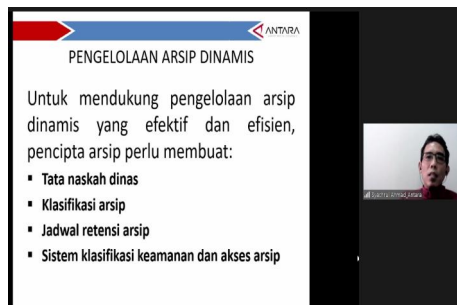 ANTARA
PENGELOLAAN ARSIP DINAMIS
Untuk mendukung pengelolaan arsip
dinamis yang efektif dan efisien,
pencipta arsip perlu membuat:
▪ Tata naskah dinas
▪ Klasifikasi arsip
▪ Jadwal retensi arsip
▪ Sistem klasifikasi keamanan dan akses arsip
Ahmad_Antara